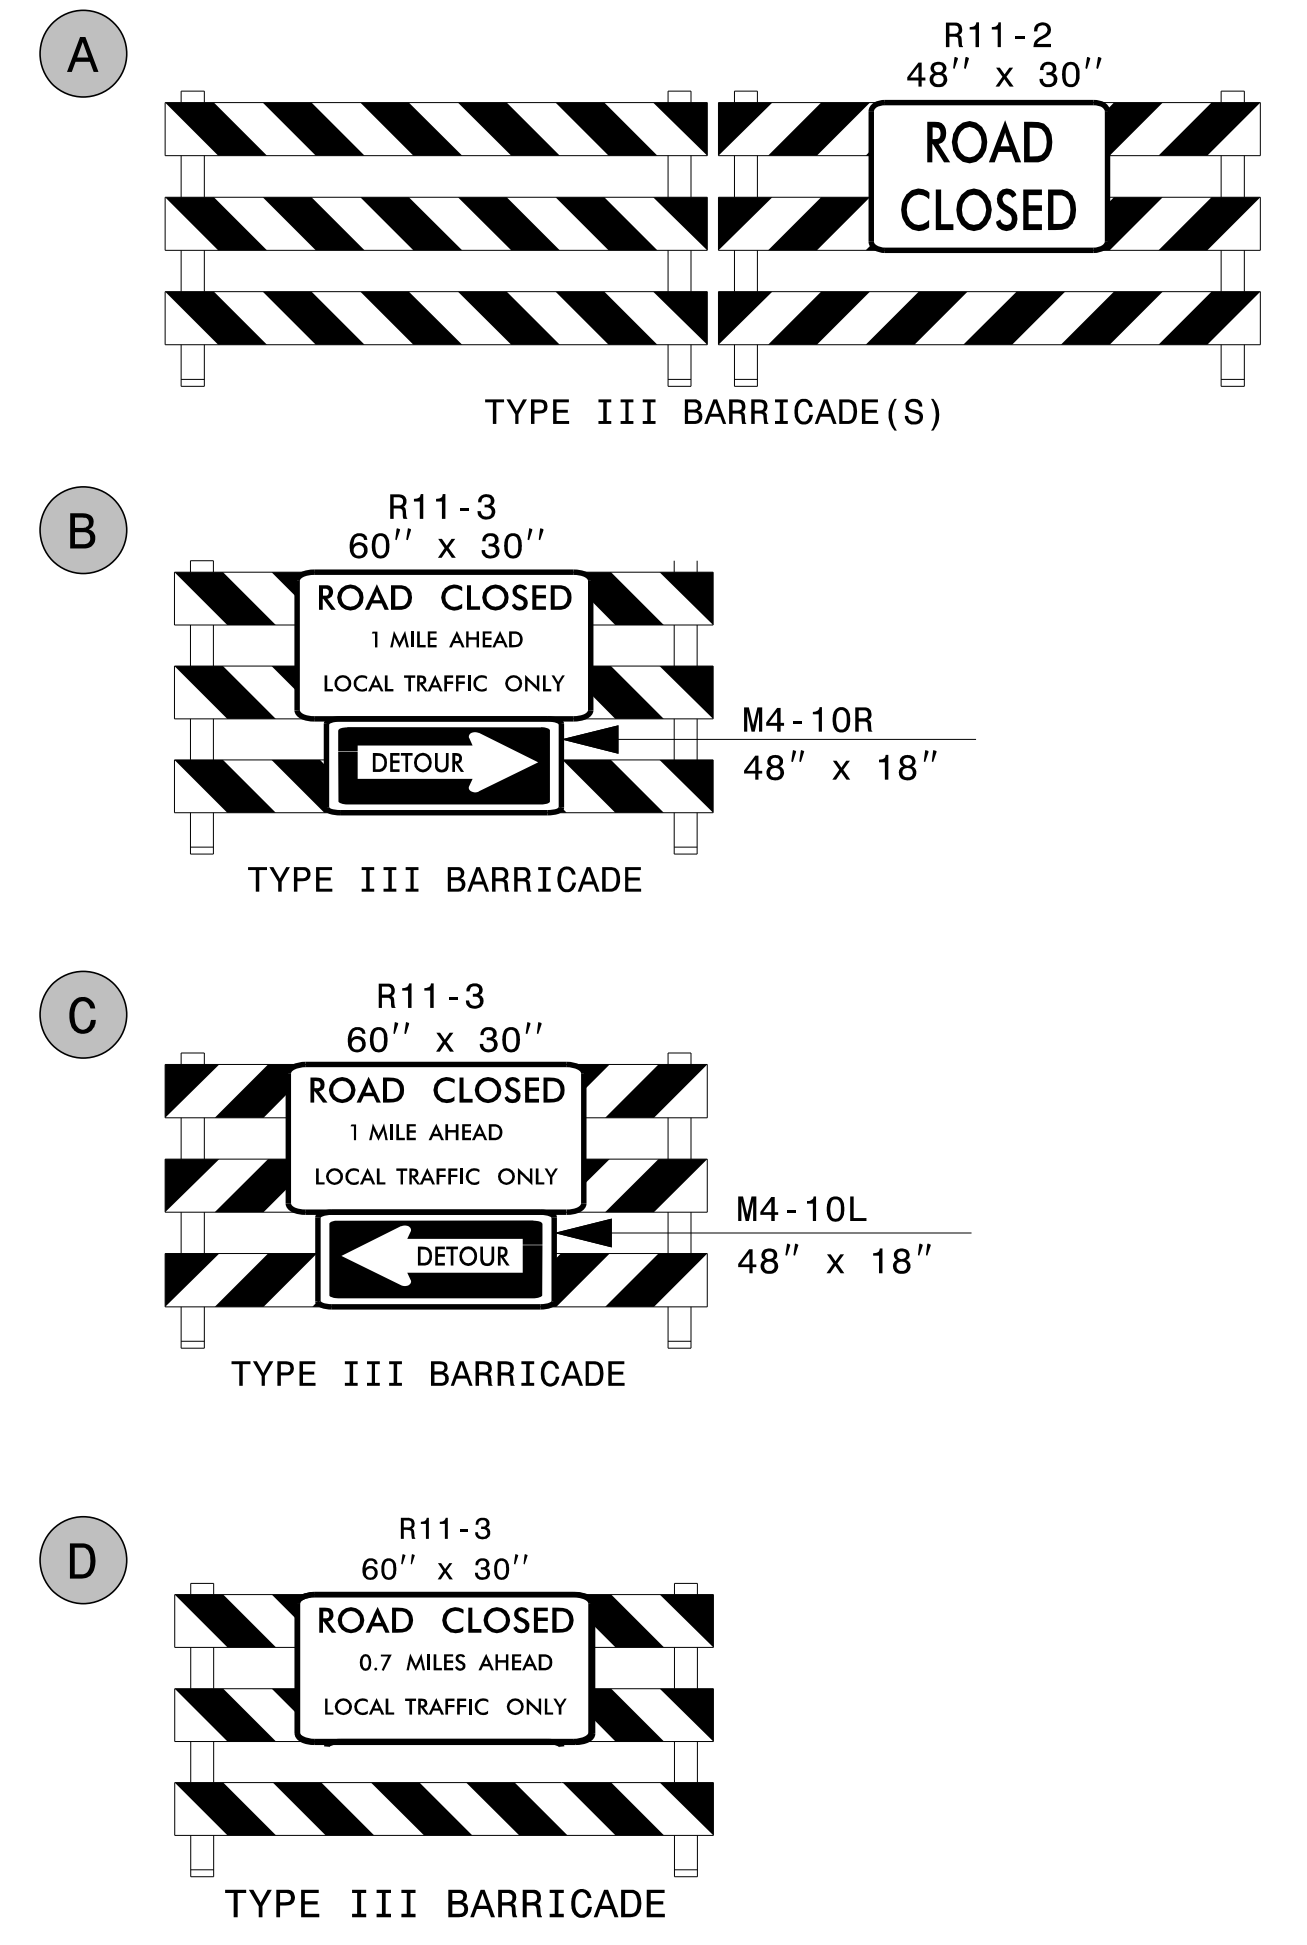 A
R11-2
48" x 30"
ROAD
CLOSED
TYPE III BARRICADE(S)
B
R11-3
60" x 30"
ROAD CLOSED
1 MILE AHEAD
LOCAL TRAFFIC ONLY
DETOUR
M4-10R
48" x 18"
TYPE III BARRICADE
C
R11-3
60" x 30"
ROAD CLOSED
1 MILE AHEAD
LOCAL TRAFFIC ONLY
DETOUR
M4-10L
48" x 18"
TYPE III BARRICADE
D
R11-3
60" x 30"
ROAD CLOSED
0.7 MILES AHEAD
LOCAL TRAFFIC ONLY
TYPE III BARRICADE